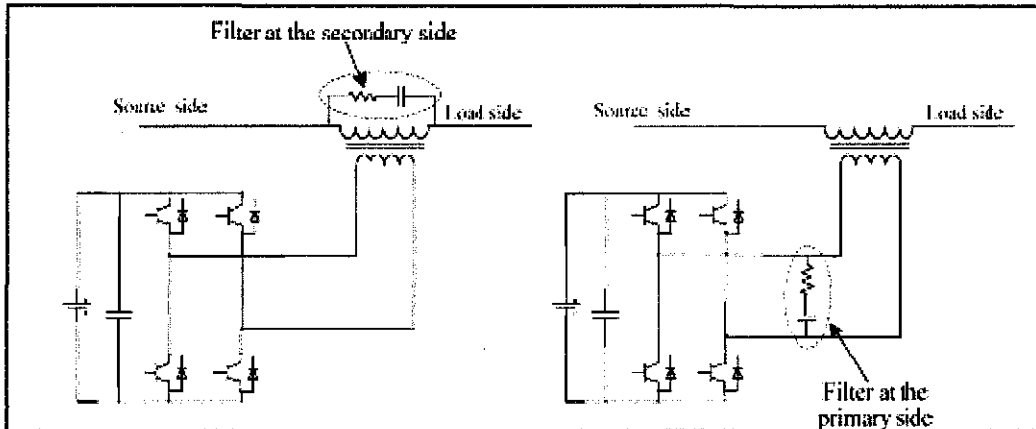 Filter at the secondary side
Source side
Load side
Source side
Load side
Filter at the
primary side